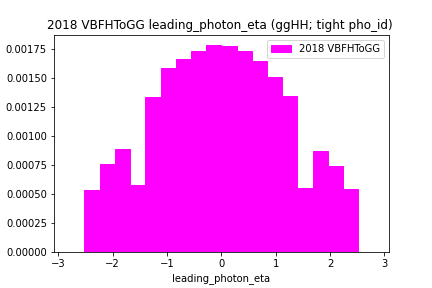 2018 VBFHToGG leading_photon_eta (ggHH; tight pho_id)
2018 VBFHToGG
0.00175
0.00150
0.00125
0.00100
0.00075
0.00050
0.00025
0.00000
−3 −2 −1 0 1 2 3
leading_photon_eta